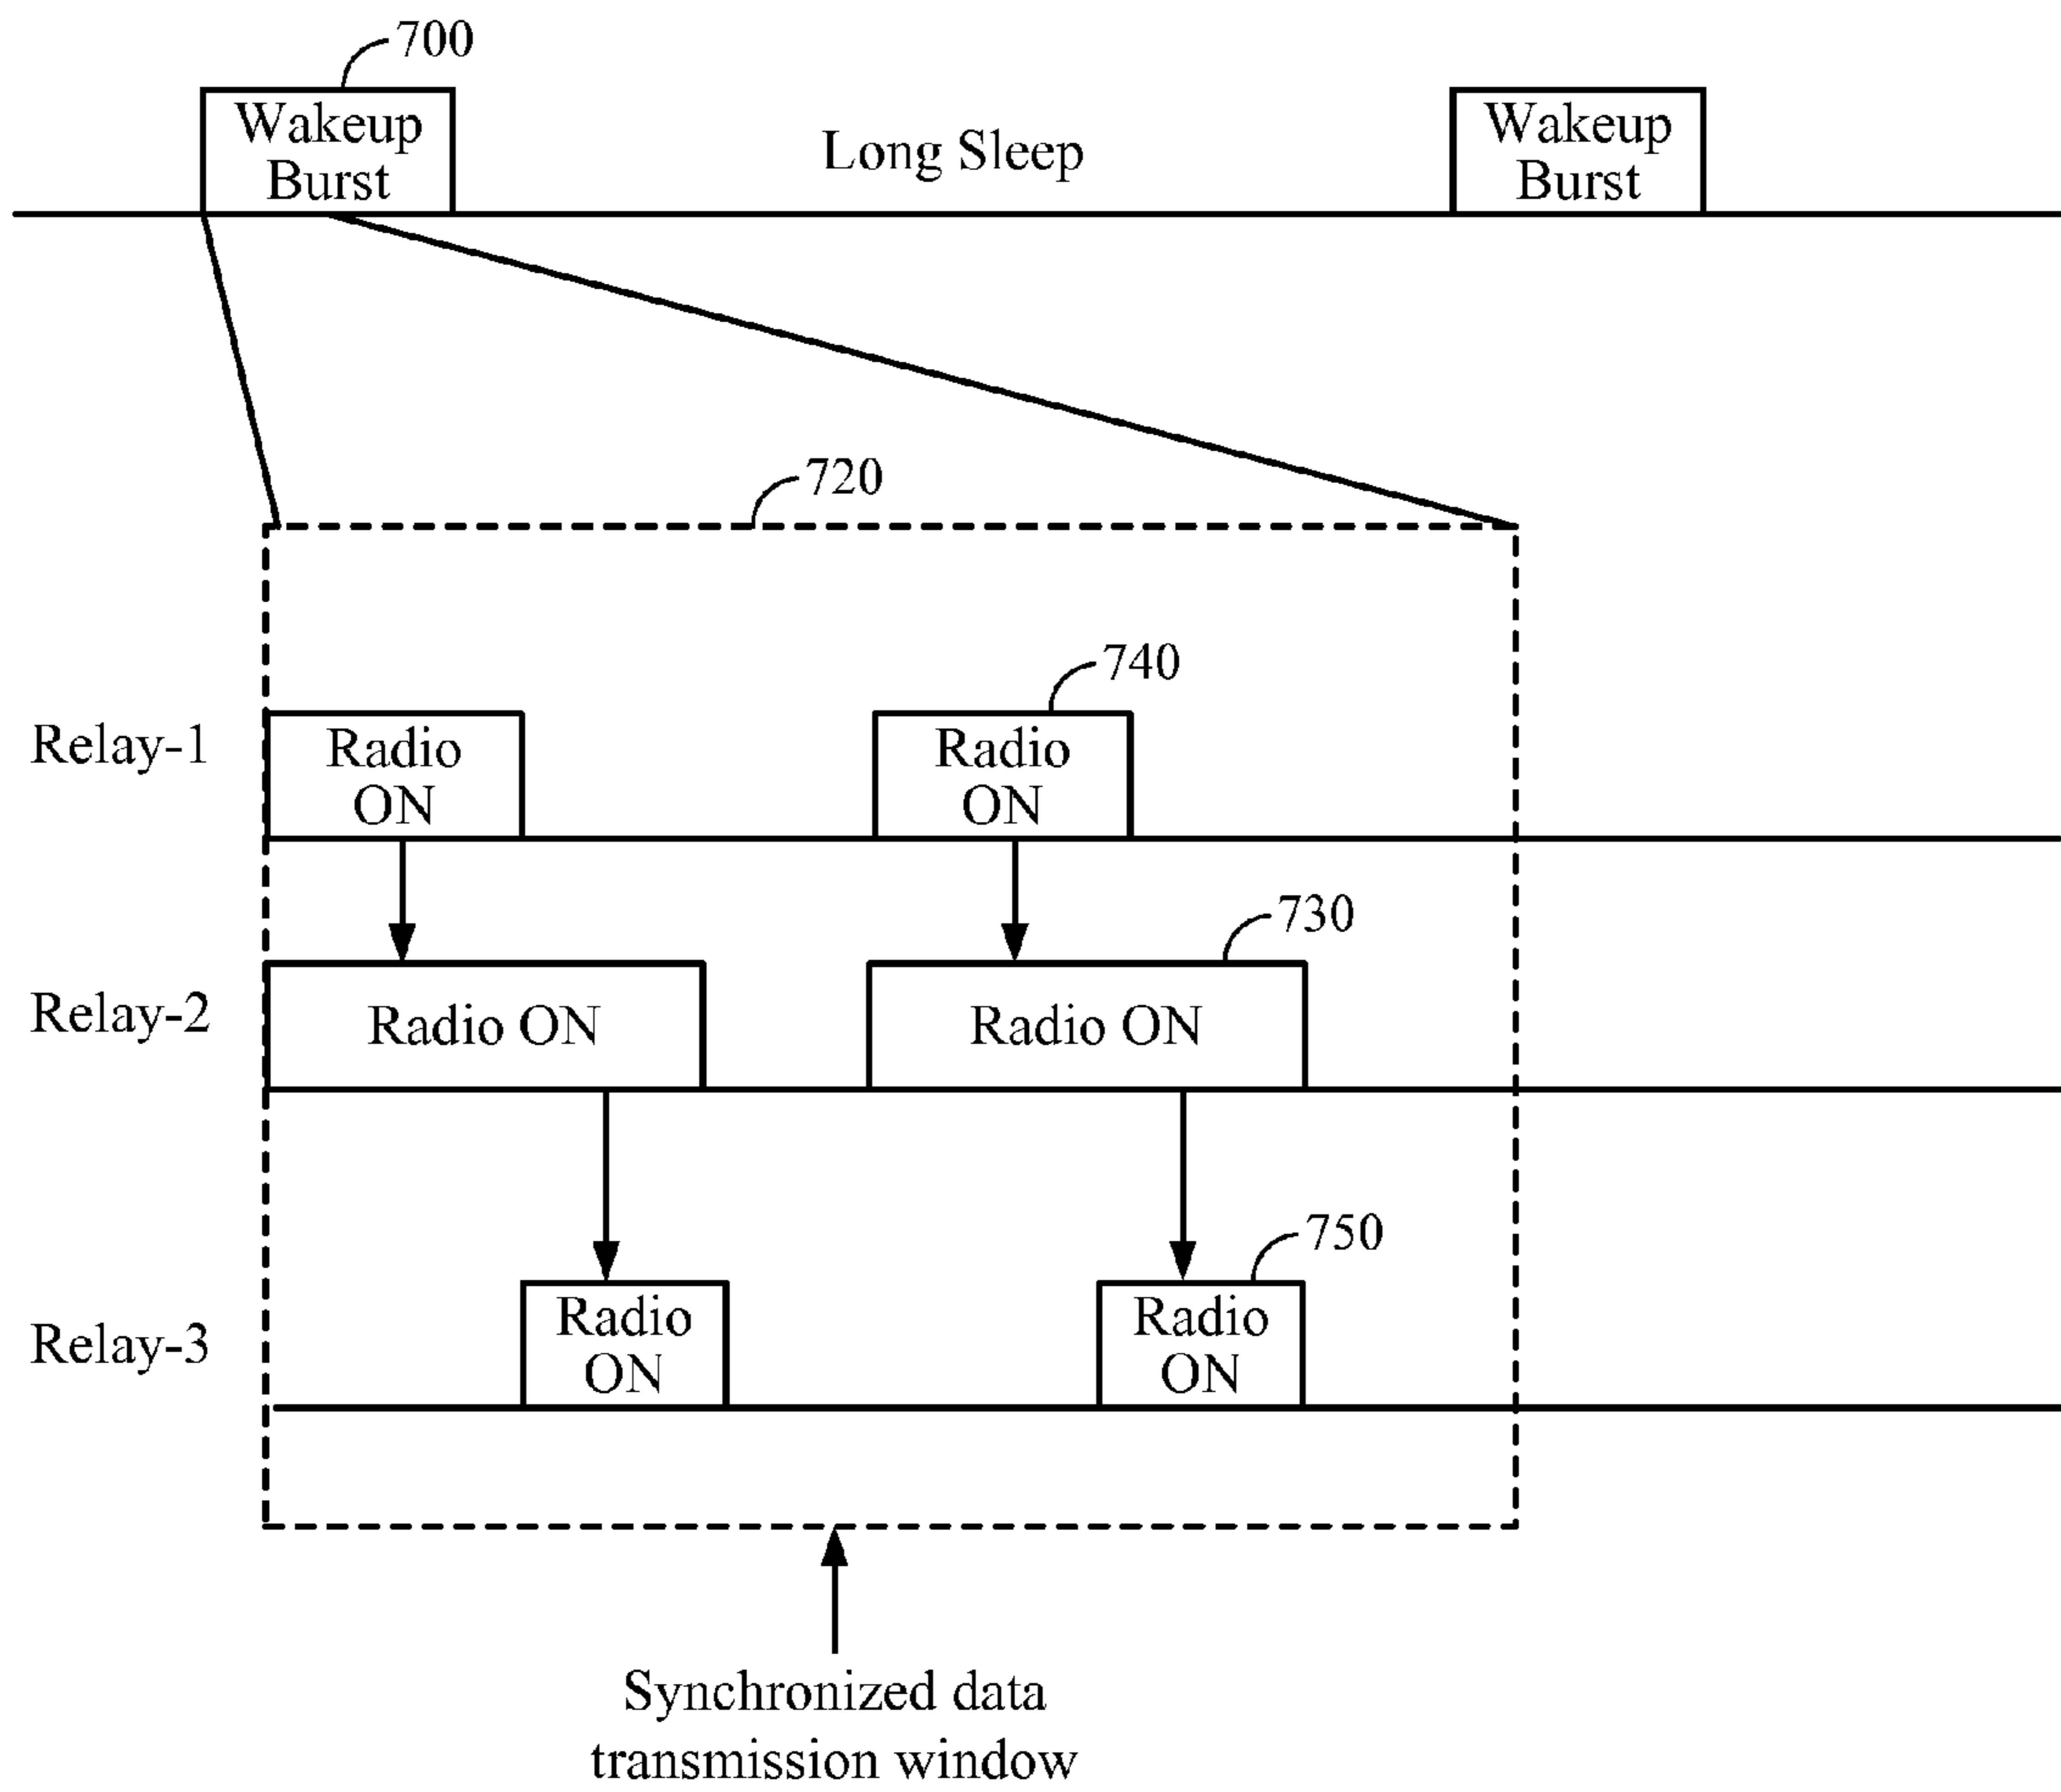 700
Wakeup
Burst
Long Sleep
Wakeup
Burst
720
740
Relay-1
Radio
ON
Radio
ON
730
Relay-2
Radio ON
Radio ON
750
Relay-3
Radio
ON
Radio
ON
Synchronized data
transmission window